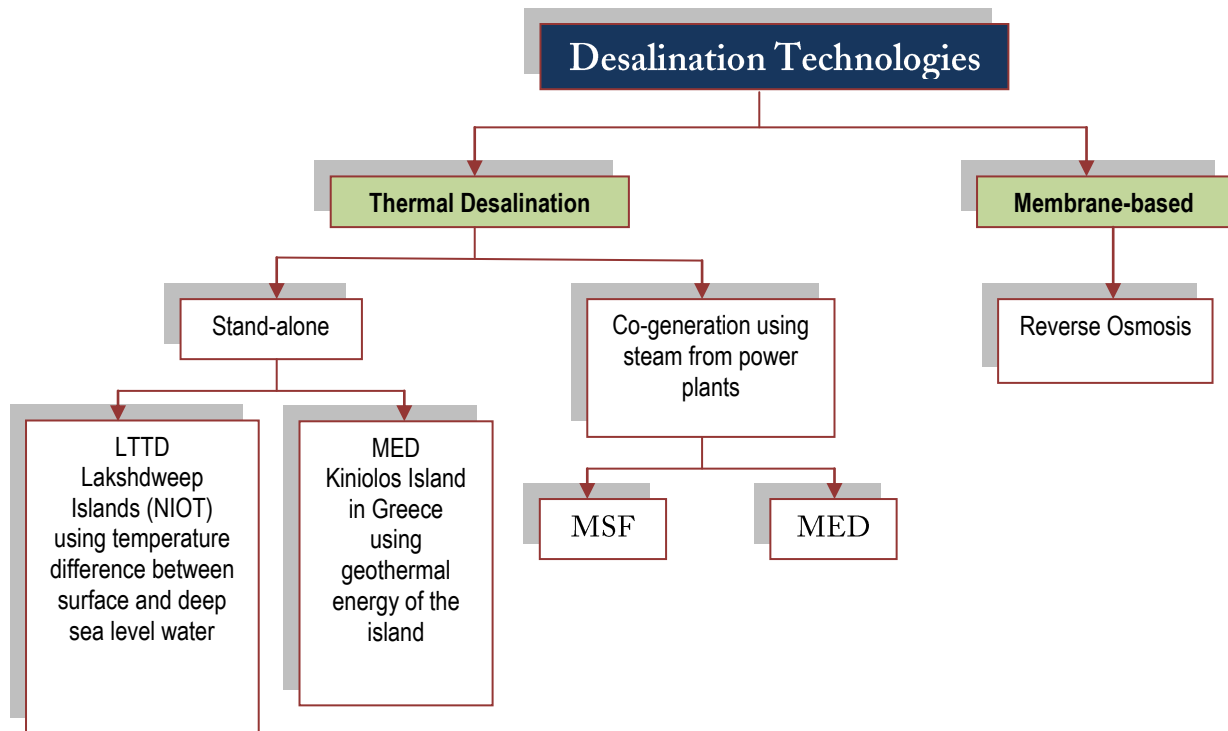 Desalination Technologies
Thermal Desalination
Membrane-based
Stand-alone
Co-generation using
steam from power
plants
Reverse Osmosis
LTTD
Lakshdweep
Islands (NIOT)
using temperature
difference between
surface and deep
sea level water
MED
Kiniolos Island
in Greece
using
geothermal
energy of the
island
MSF
MED